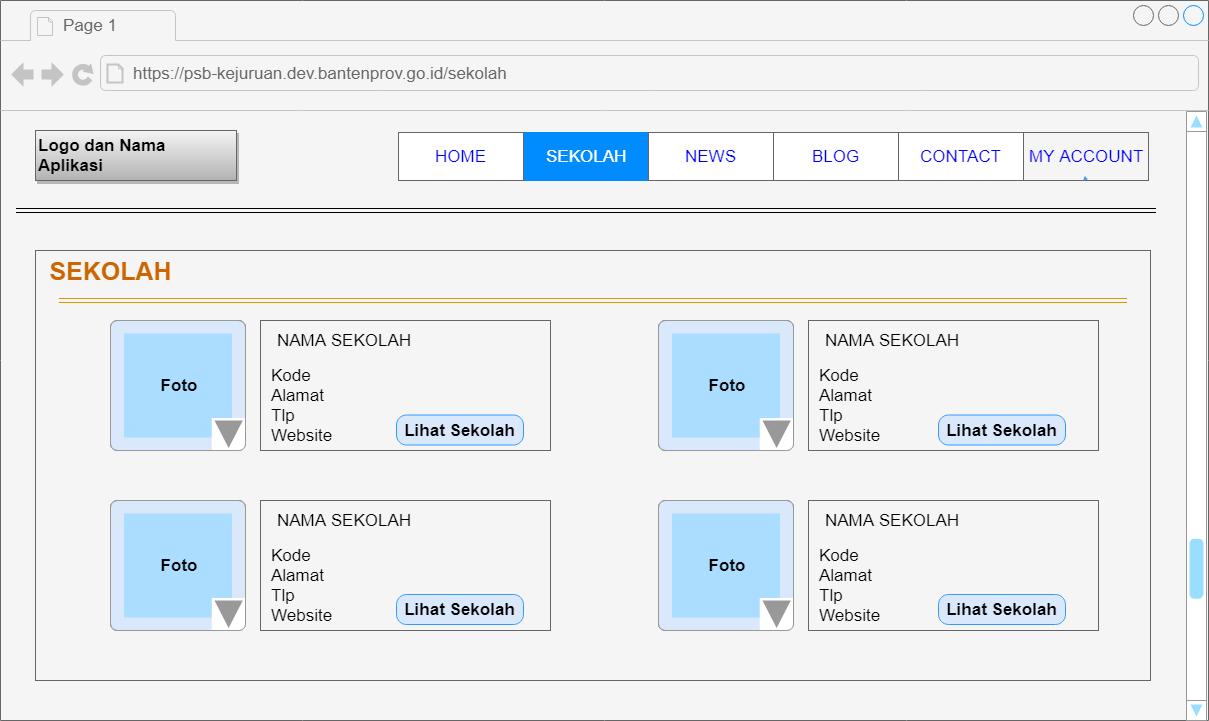 Page 1
https://psb-kejuruan.dev.bantenprov.go.id/sekolah
Logo dan Nama
Aplikasi
HOME
SEKOLAH
NEWS
BLOG
CONTACT
MY ACCOUNT
SEKOLAH
Foto
NAMA SEKOLAH
Kode
Alamat
Tlp
Website
Lihat Sekolah
Foto
NAMA SEKOLAH
Kode
Alamat
Tlp
Website
Lihat Sekolah
Foto
NAMA SEKOLAH
Kode
Alamat
Tlp
Website
Lihat Sekolah
Foto
NAMA SEKOLAH
Kode
Alamat
Tlp
Website
Lihat Sekolah